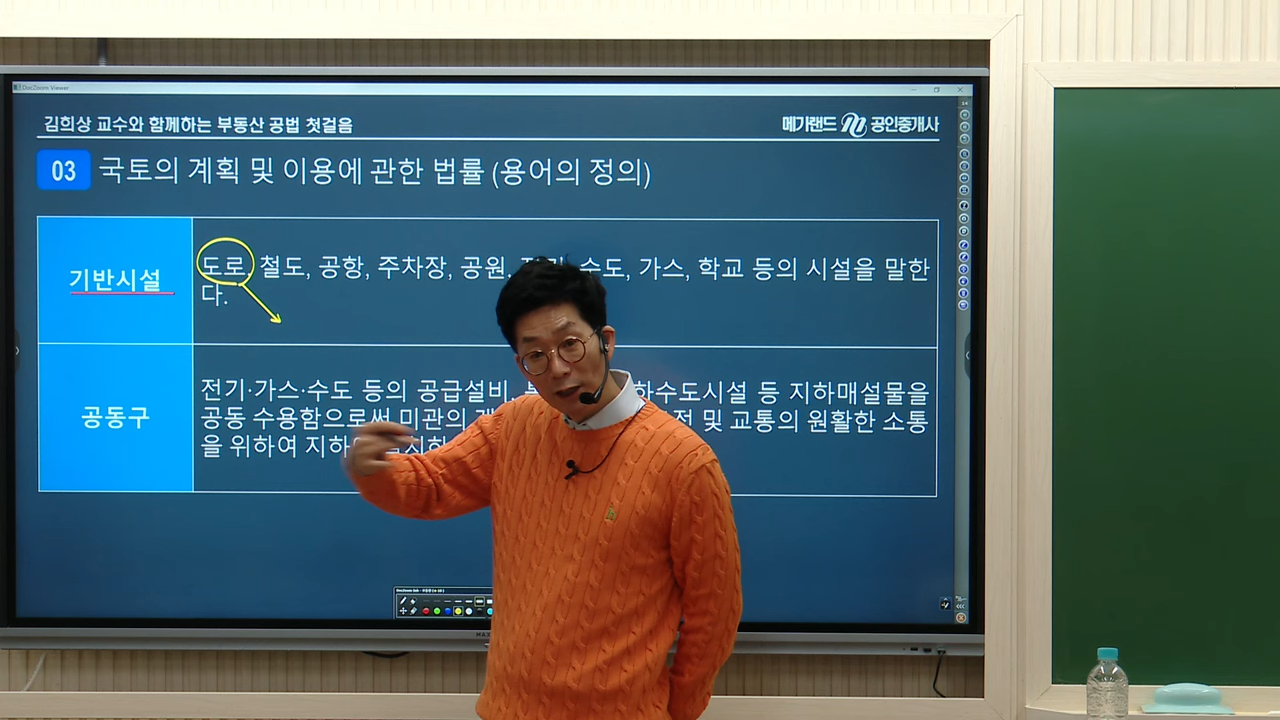 DocZoom Viewer
김희상 교수와 함께하는 부동산 공법 첫걸음
메가랜드 공인중개사
03 국토의 계획 및 이용에 관한 법률 (용어의 정의)
기반시설
도로, 철도, 공항, 주차장, 공원, 수도, 가스, 학교 등의 시설을 말한
다.
공동구
전기·가스·수도 등의 공급설비, 하수도시설 등 지하매설물을
공동 수용함으로써 미관의 및 교통의 원활한 소통
을 위하여